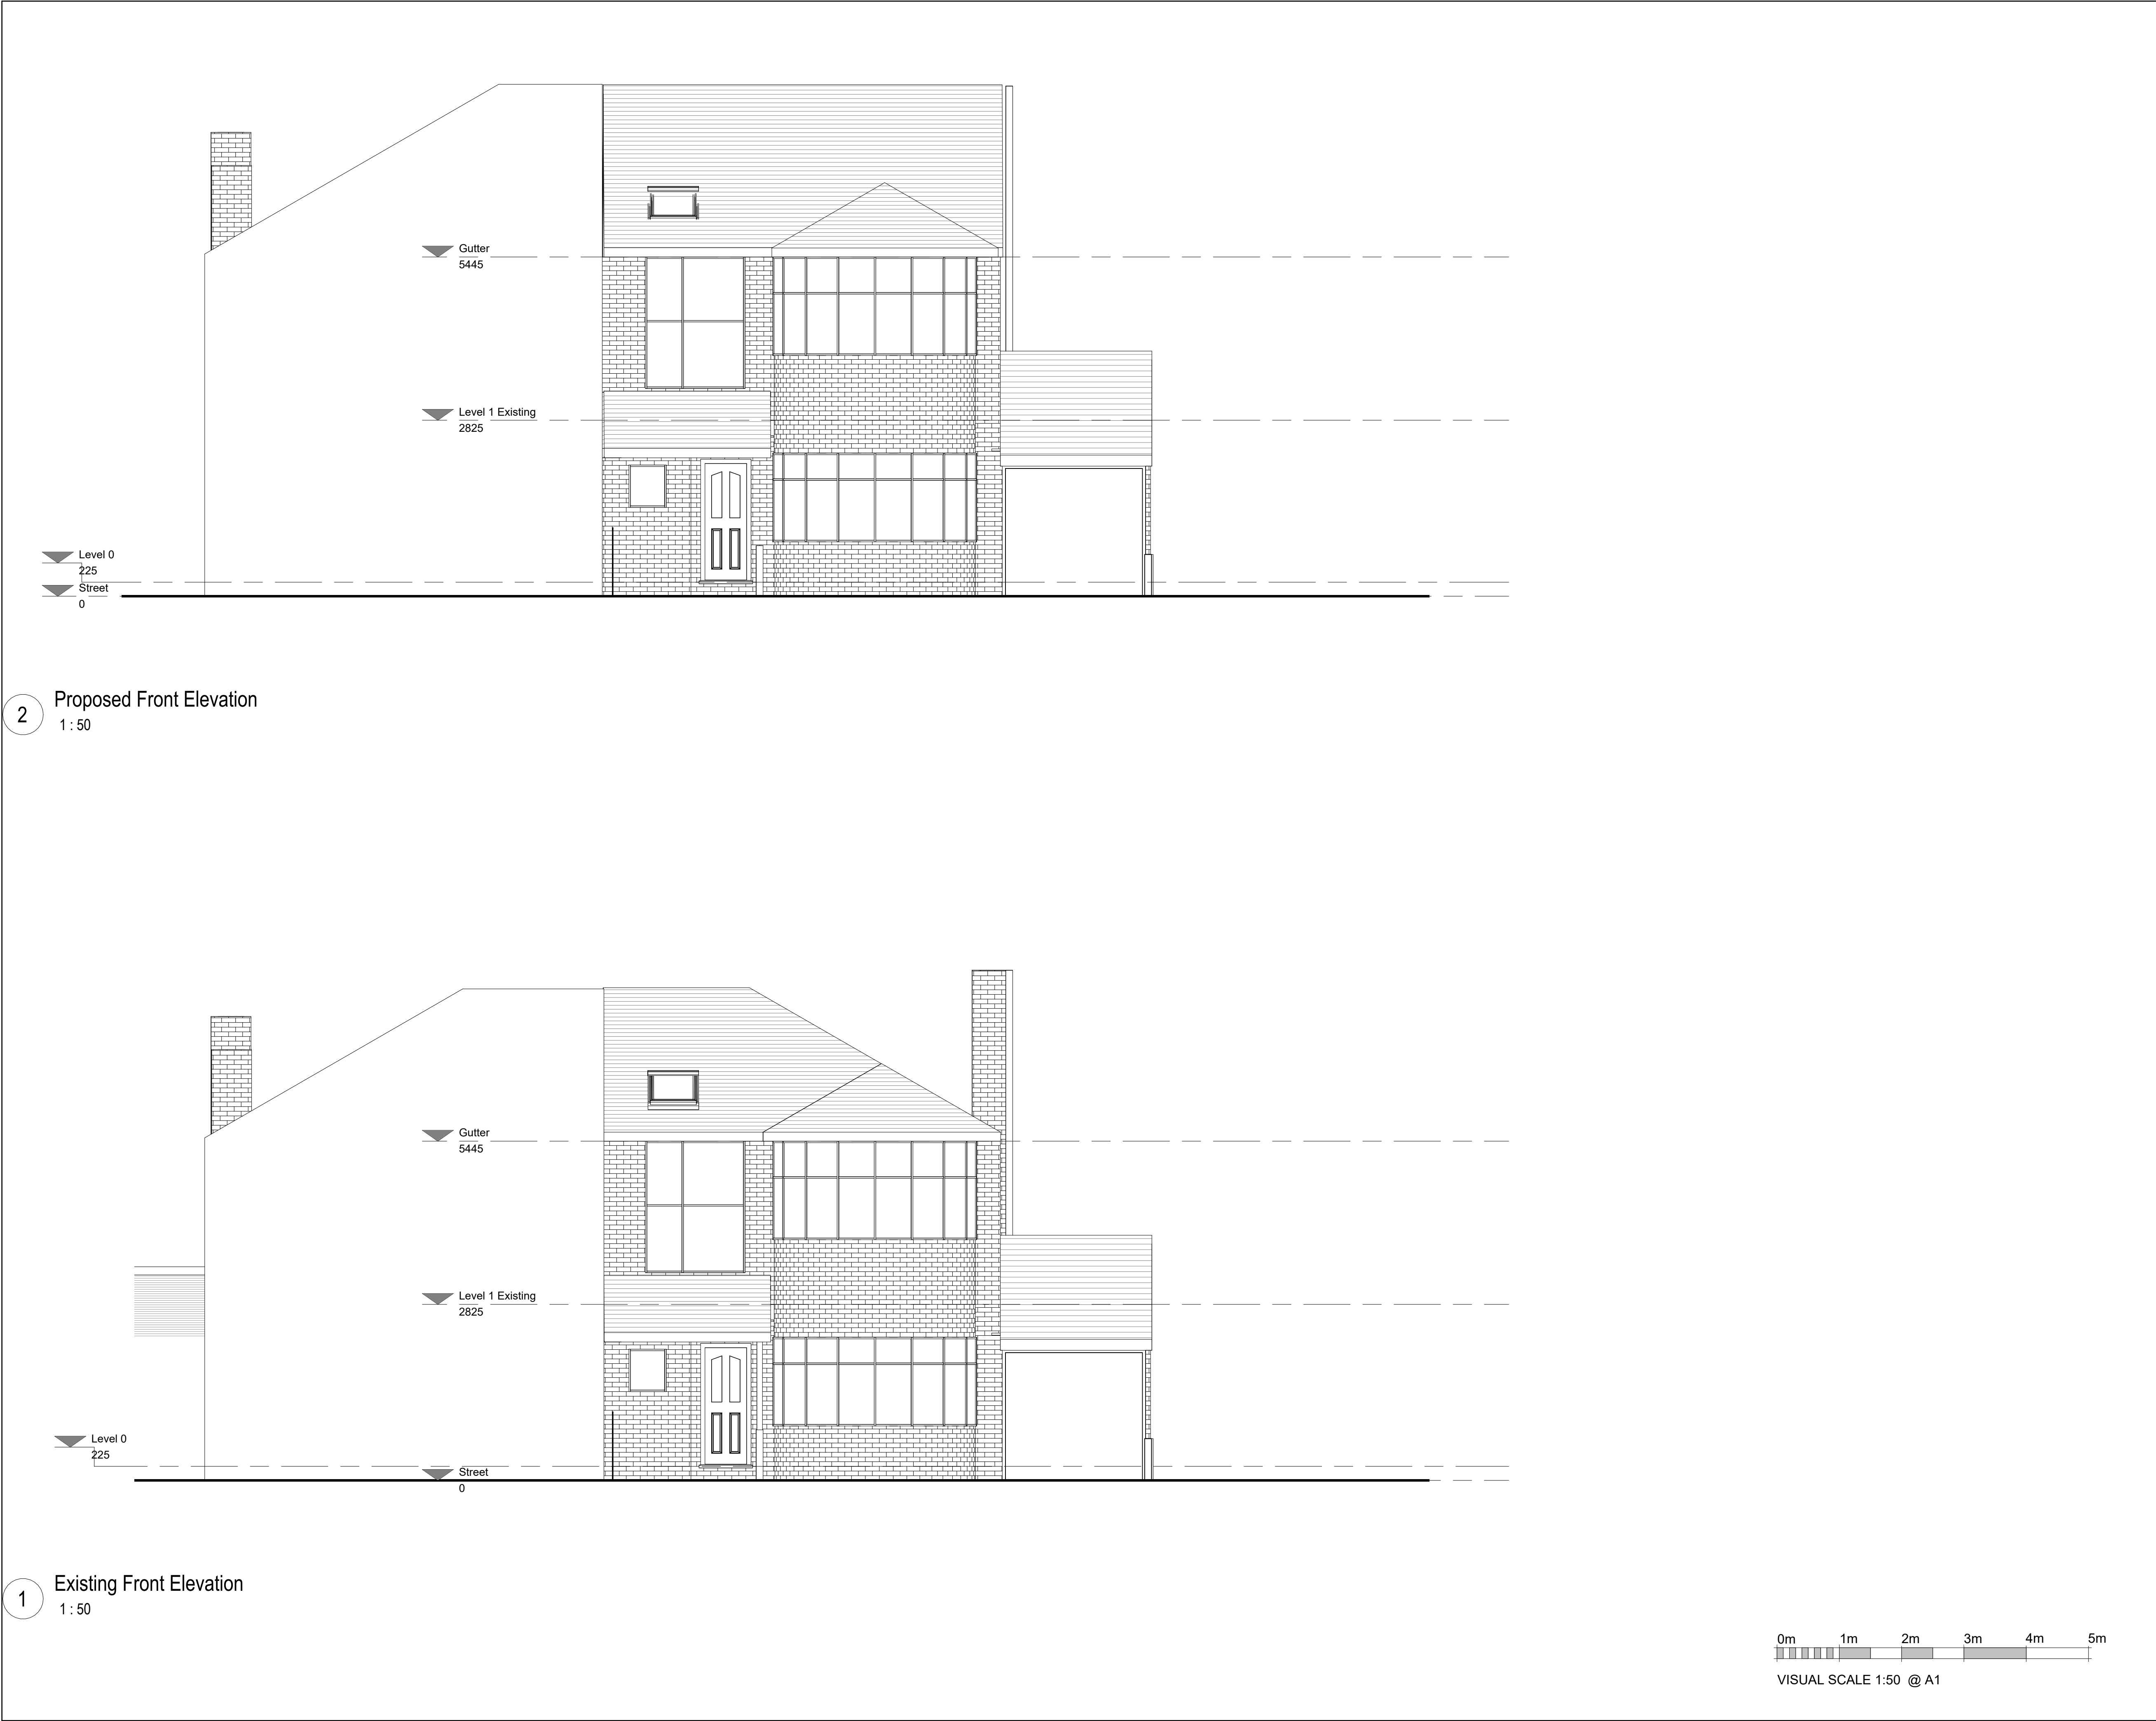 Gutter
5445
Level 1 Existing
2825
Level 0
225
Street
0
2
Proposed Front Elevation
1 : 50
Gutter
5445
Level 1 Existing
2825
Level 0
225
Street
0
1
Existing Front Elevation
1 : 50
0m 1m 2m 3m 4m 5m
VISUAL SCALE 1:50 @ A1